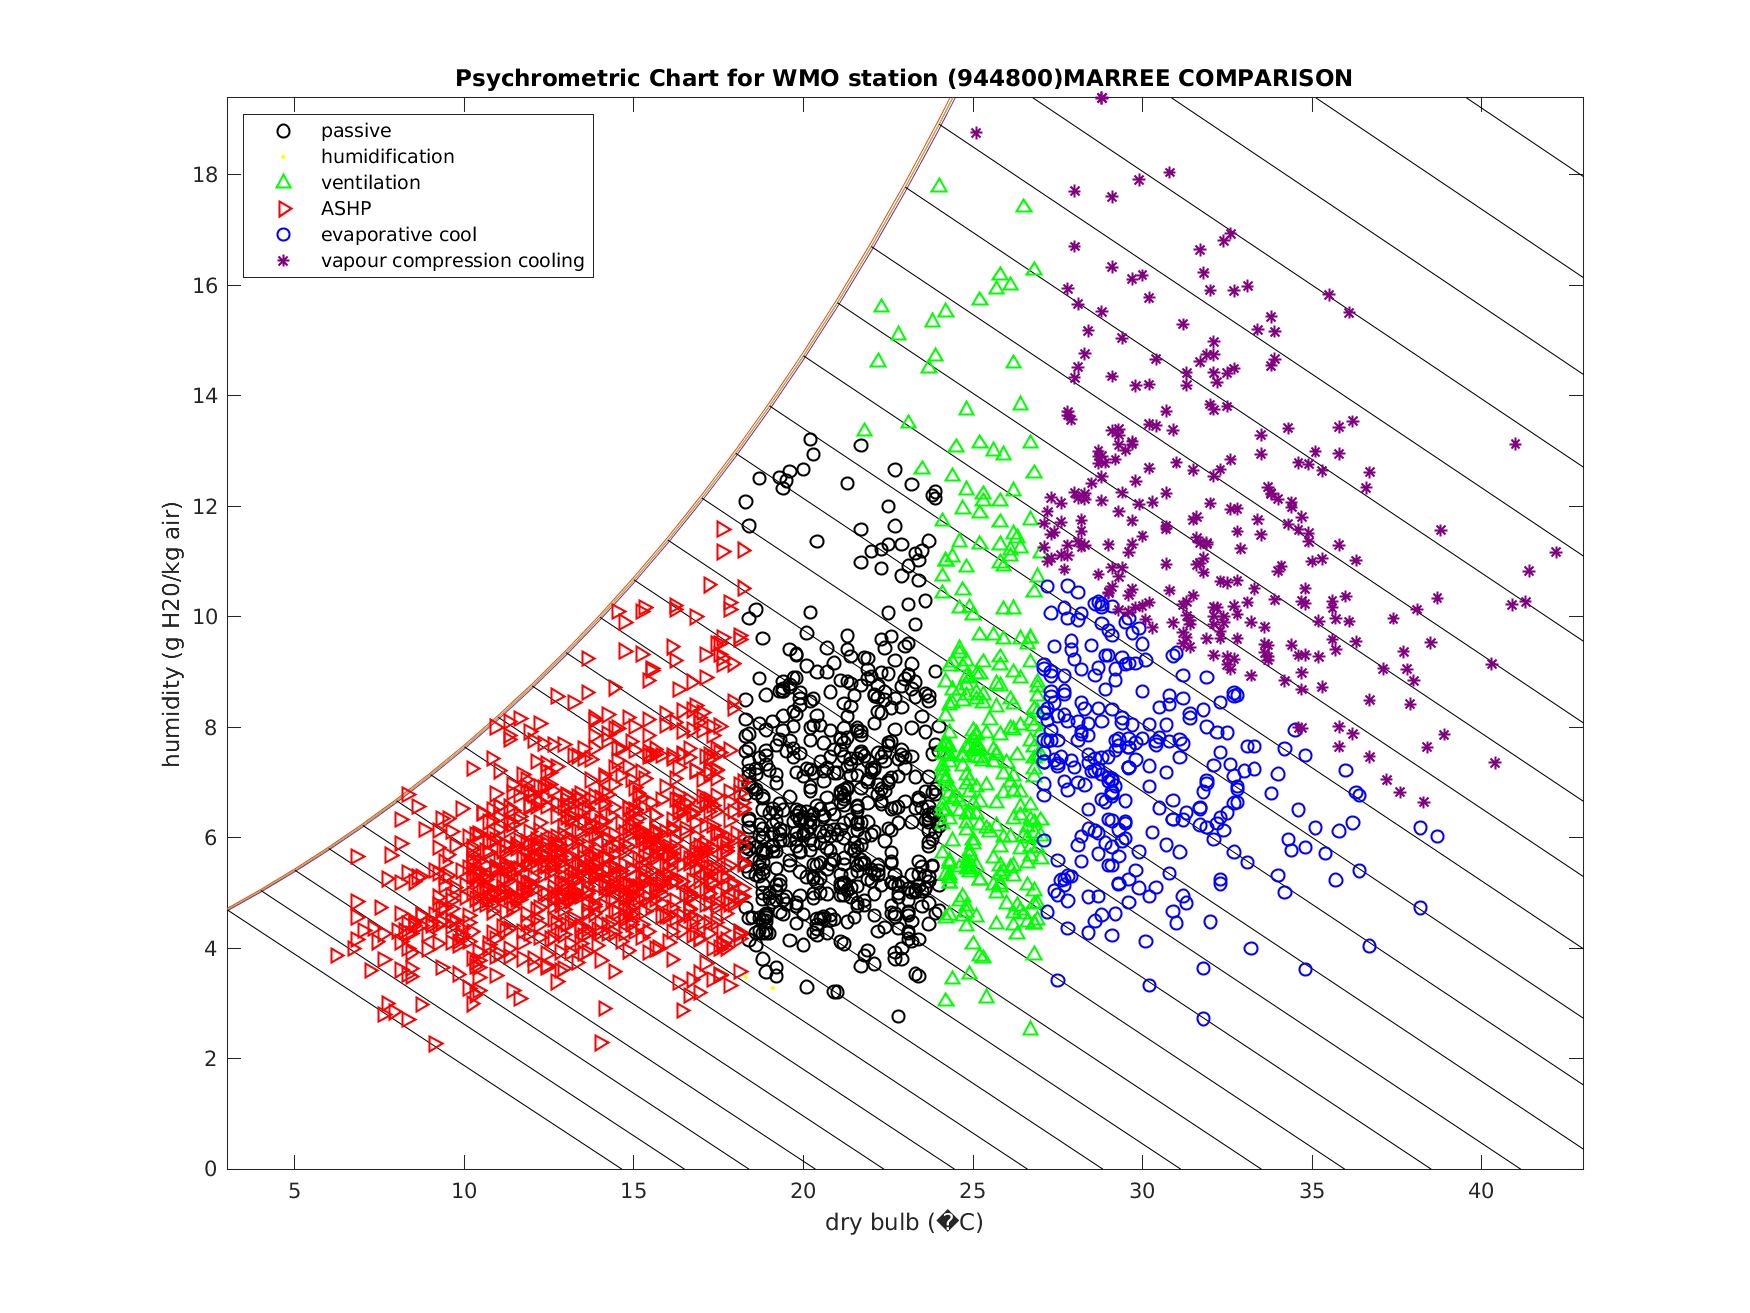 Psychrometric Chart for WMO station (944800)MARREE COMPARISON
passive
humidification
ventilation
ASHP
evaporative cool
vapour compression cooling
humidity (g H20/kg air)
18
16
14
12
10
8
6
4
2
0
5 10 15 20 25 30 35 40
dry bulb (�C)